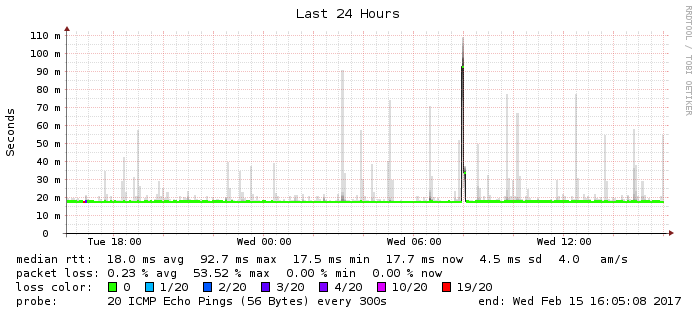 Last 24 Hours
RRDTOOL / TOBI OETIKER
110 m
100 m
90 m
80 m
70 m
60 m
50 m
40 m
30 m
20 m
10 m
0
Seconds
Tue 18:00 Wed 00:00 Wed 06:00 Wed 12:00
median rtt: 18.0 ms avg 92.7 ms max 17.5 ms min 17.7 ms now 4.5 ms sd 4.0 am/s
packet loss: 0.23 % avg 53.52 % max 0.00 % min 0.00 % now
loss color: 0 1/20 2/20 3/20 4/20 10/20 19/20
probe: 20 ICMP Echo Pings (56 Bytes) every 300s end: Wed Feb 15 16:05:08 2017